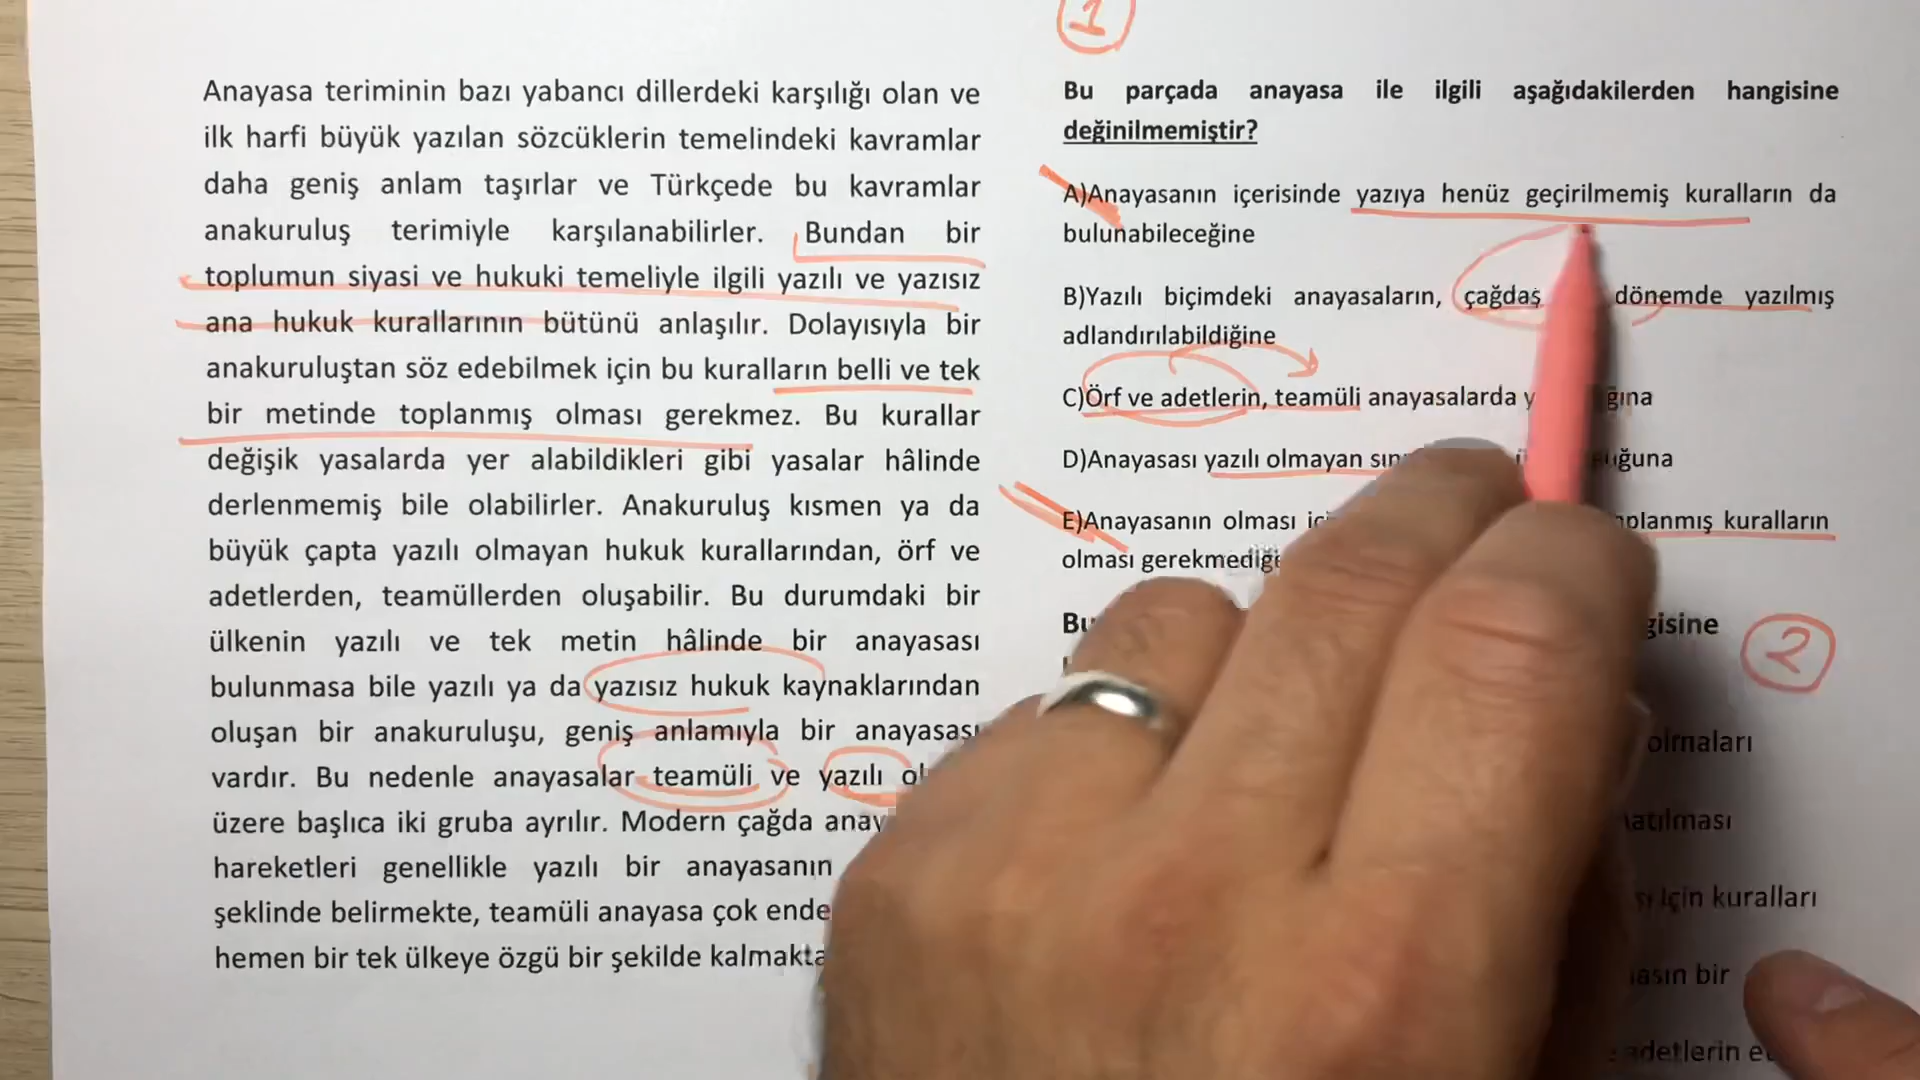 1
Anayasa teriminin bazı yabancı dillerdeki karşılığı olan ve
ilk harfi büyük yazılan sözcüklerin temelindeki kavramlar
daha geniş anlam taşırlar ve Türkçede bu kavramlar
anakuruluş terimiyle karşılanabilirler. Bundan bir
toplumun siyasi ve hukuki temeliyle ilgili yazılı ve yazısız
ana hukuk kurallarının bütünü anlaşılır. Dolayısıyla bir
anakuruluştan söz edebilmek için bu kuralların belli ve tek
bir metinde toplanmış olması gerekmez. Bu kurallar
değişik yasalarda yer alabildikleri gibi yasalar hâlinde
derlenmemiş bile olabilirler. Anakuruluş kısmen ya da
büyük çapta yazılı olmayan hukuk kurallarından, örf ve
adetlerden, teamüllerden oluşabilir. Bu durumdaki bir
ülkenin yazılı ve tek metin hâlinde bir anayasası
bulunmasa bile yazılı ya da yazısız hukuk kaynaklarından
oluşan bir anakuruluşu, geniş anlamıyla bir anayasası
vardır. Bu nedenle anayasalar teamüli ve yazılı
üzere başlıca iki gruba ayrılır. Modern çağda
hareketleri genellikle yazılı bir anayasanın
şeklinde belirmekte, teamüli anayasa çok
hemen bir tek ülkeye özgü bir şekilde
Bu parçada anayasa ile ilgili aşağıdakilerden hangisine
değinilmemiştir?
A)Anayasanın içerisinde yazıya henüz geçirilmemiş kuralların da
bulunabileceğine
B)Yazılı biçimdeki anayasaların, çağdaş dönemde yazılmış
adlandırılabildiğine
C)Örf ve adetlerin, teamüli anayasalarda
D)Anayasası yazılı olmayan
E)Anayasanın olması kuralların
olması
2
olmaları
için kuralları
bir
adetlerin